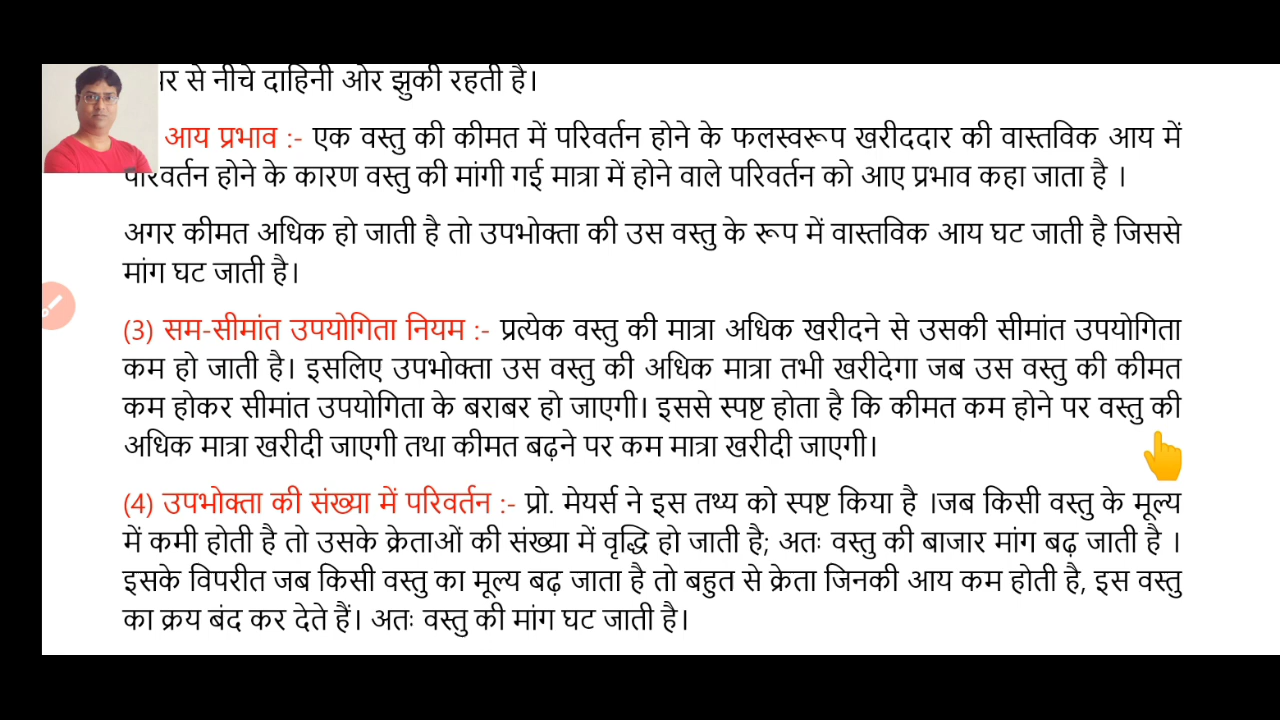 से नीचे दाहिनी ओर झुकी रहती है।
आय प्रभाव :- एक वस्तु की कीमत में परिवर्तन होने के फलस्वरूप खरीददार की वास्तविक आय में
परिवर्तन होने के कारण वस्तु की मांगी गई मात्रा में होने वाले परिवर्तन को आए प्रभाव कहा जाता है ।
अगर कीमत अधिक हो जाती है तो उपभोक्ता की उस वस्तु के रूप में वास्तविक आय घट जाती है जिससे
मांग घट जाती है।
(3) सम-सीमांत उपयोगिता नियम :- प्रत्येक वस्तु की मात्रा अधिक खरीदने से उसकी सीमांत उपयोगिता
कम हो जाती है। इसलिए उपभोक्ता उस वस्तु की अधिक मात्रा तभी खरीदेगा जब उस वस्तु की कीमत
कम होकर सीमांत उपयोगिता के बराबर हो जाएगी। इससे स्पष्ट होता है कि कीमत कम होने पर वस्तु की
अधिक मात्रा खरीदी जाएगी तथा कीमत बढ़ने पर कम मात्रा खरीदी जाएगी।
(4) उपभोक्ता की संख्या में परिवर्तन :- प्रो. मेयर्स ने इस तथ्य को स्पष्ट किया है ।जब किसी वस्तु के मूल्य
में कमी होती है तो उसके क्रेताओं की संख्या में वृद्धि हो जाती है; अतः वस्तु की बाजार मांग बढ़ जाती है ।
इसके विपरीत जब किसी वस्तु का मूल्य बढ़ जाता है तो बहुत से क्रेता जिनकी आय कम होती है, इस वस्तु
का क्रय बंद कर देते हैं। अतः वस्तु की मांग घट जाती है।